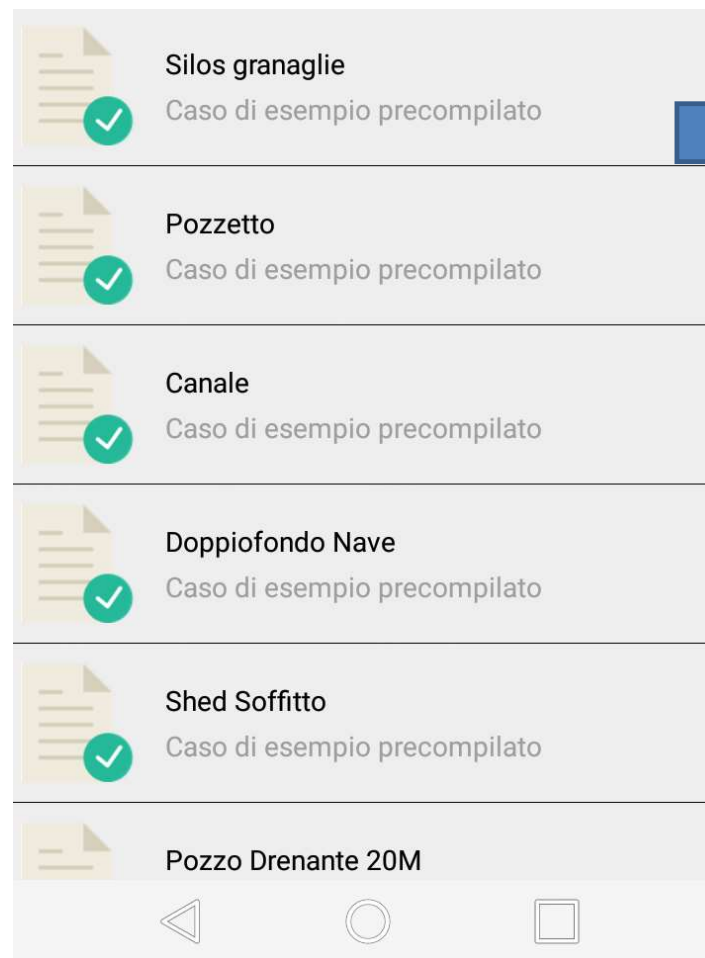 Silos granaglie
Caso di esempio precompilato
Pozzetto
Caso di esempio precompilato
Canale
Caso di esempio precompilato
Doppiofondo Nave
Caso di esempio precompilato
Shed Soffitto
Caso di esempio precompilato
Pozzo Drenante 20M